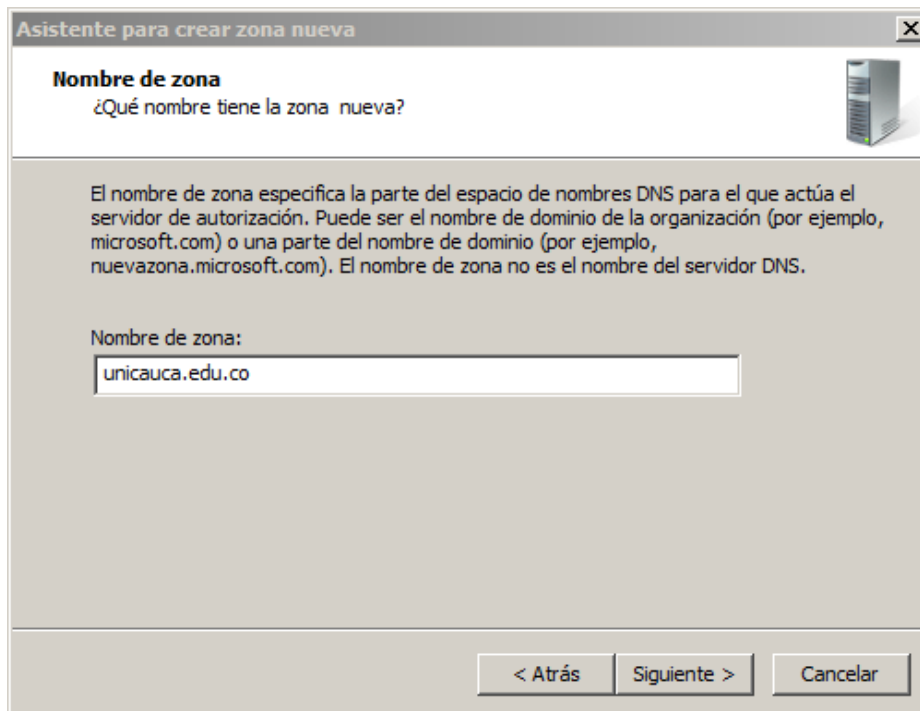 Asistente para crear zona nueva
Nombre de zona
¿Qué nombre tiene la zona  nueva?
El nombre de zona especifica la parte del espacio de nombres DNS para el que actúa el
servidor de autorización. Puede ser el nombre de dominio de la organización (por ejemplo,
microsoft.com) o una parte del nombre de dominio (por ejemplo,
nuevazona.microsoft.com). El nombre de zona no es el nombre del servidor DNS.
Nombre de zona:
unicauca.edu.co
< Atrás
Siguiente >
Cancelar